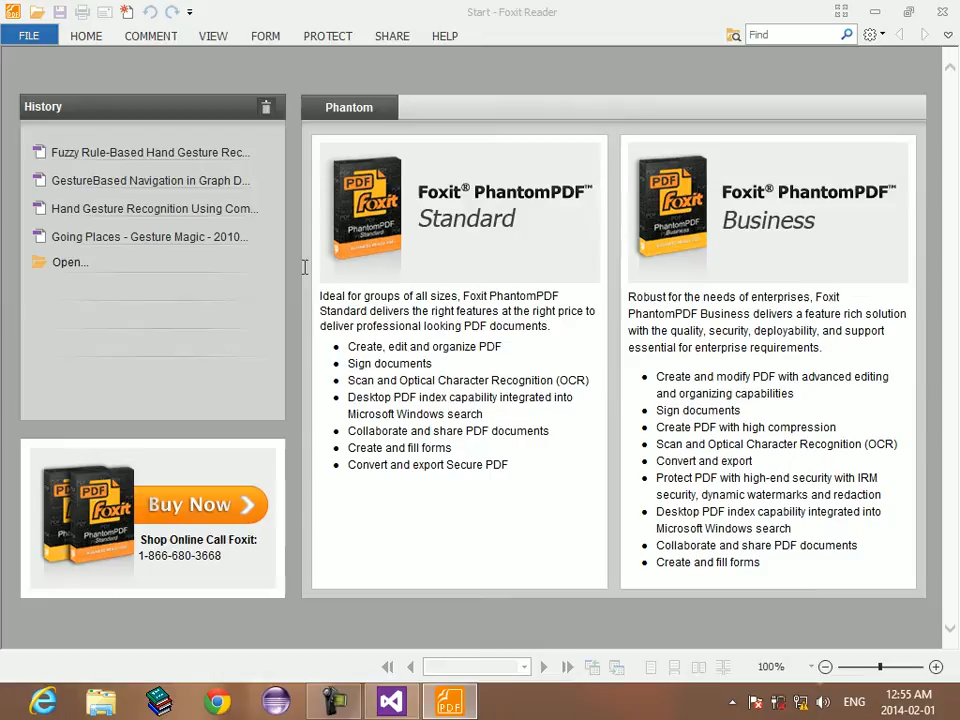 Start - Foxit Reader
FILE HOME COMMENT VIEW FORM PROTECT SHARE HELP
Find
History
Fuzzy Rule-Based Hand Gesture Rec...
GestureBased Navigation in Graph D...
Hand Gesture Recognition Using Com...
Going Places - Gesture Magic - 2010...
Open...
Buy Now
Shop Online Call Foxit:
1-866-680-3668
Phantom
Foxit® PhantomPDF™
Standard
Ideal for groups of all sizes, Foxit PhantomPDF
Standard delivers the right features at the right price to
deliver professional looking PDF documents.
Create, edit and organize PDF
Sign documents
Scan and Optical Character Recognition (OCR)
Desktop PDF index capability integrated into
Microsoft Windows search
Collaborate and share PDF documents
Create and fill forms
Convert and export Secure PDF
Foxit® PhantomPDF™
Business
Robust for the needs of enterprises, Foxit
PhantomPDF Business delivers a feature rich solution
with the quality, security, deployability, and support
essential for enterprise requirements.
Create and modify PDF with advanced editing
and organizing capabilities
Sign documents
Create PDF with high compression
Scan and Optical Character Recognition (OCR)
Convert and export
Protect PDF with high-end security with IRM
security, dynamic watermarks and redaction
Desktop PDF index capability integrated into
Microsoft Windows search
Collaborate and share PDF documents
Create and fill forms
100%
ENG
12:55 AM
2014-02-01